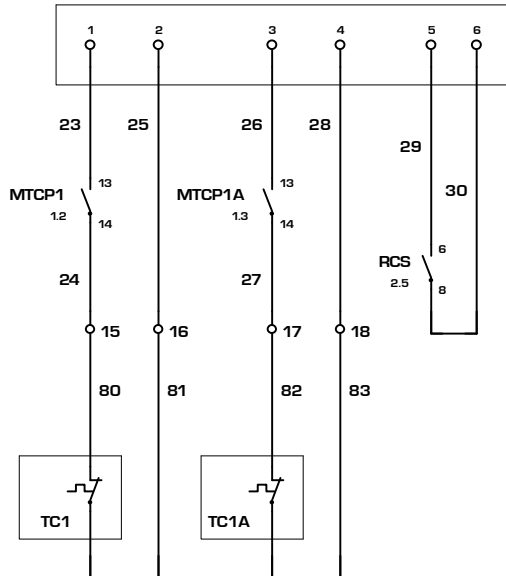 1 2 3 4 5 6
23 25 26 28
29
30
MTCP1 13 MTCP1A 13
1.2 14 1.3 14
RCS 6
2.5 8
24 27
15 16 17 18
80 81 82 83
TC1 TC1A